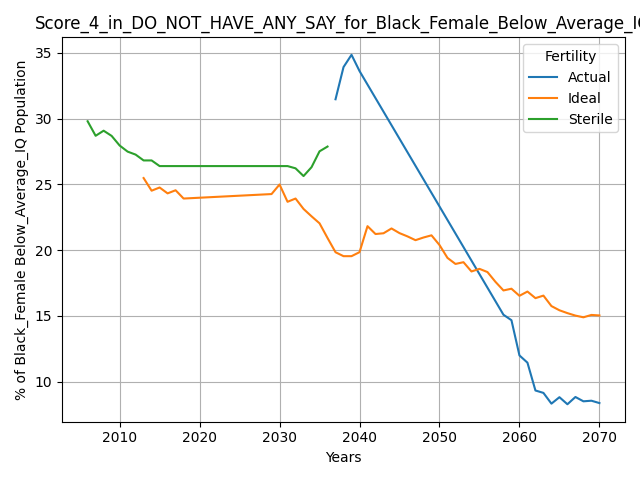 Score_4_in_DO_NOT_HAVE_ANY_SAY_for_Black_Female_Below_Average_IQ
% of Black_Female Below_Average_IQ Population
35
30
25
20
15
10
Fertility
Actual
Ideal
Sterile
2010 2020 2030 2040 2050 2060 2070
Years